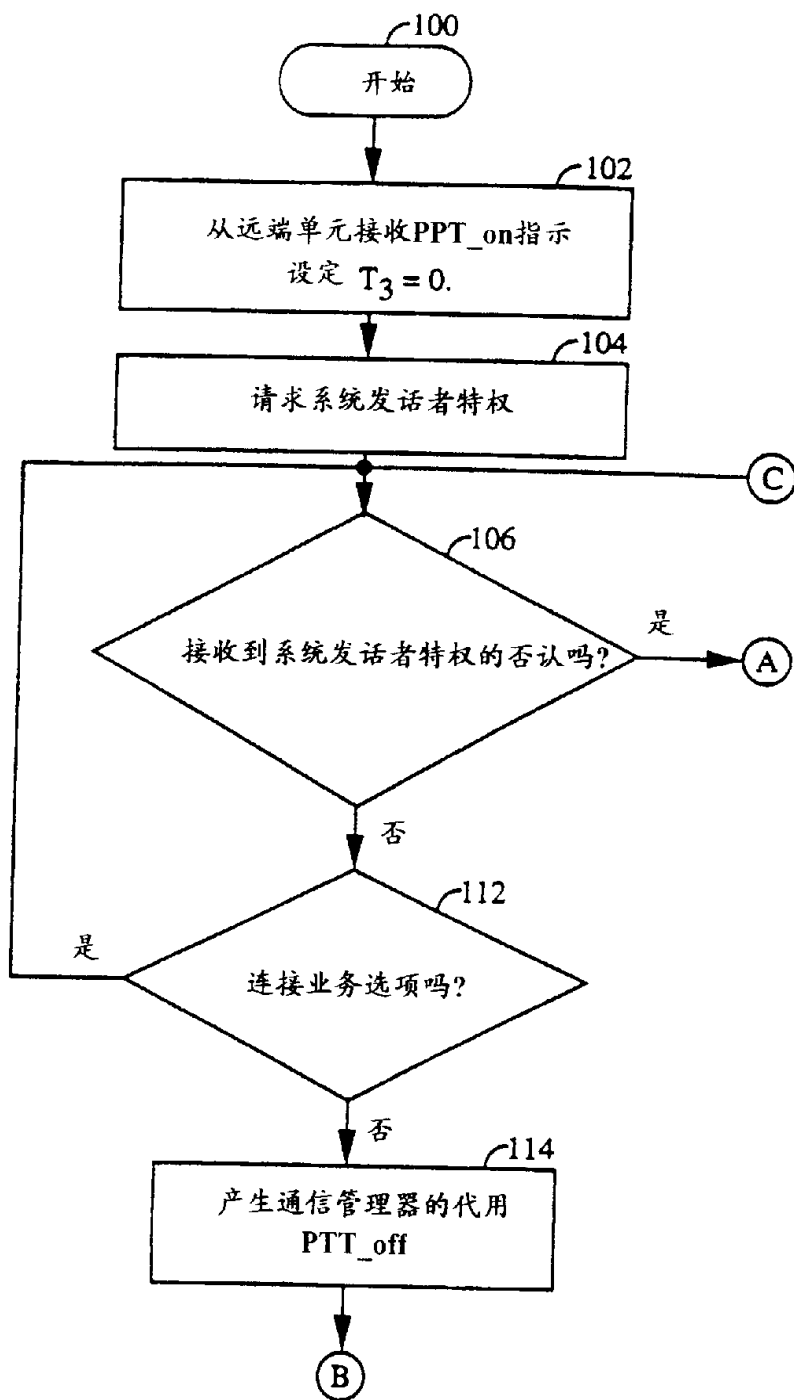 100
开始
102
从远端单元接收PPT_on指示
设定 T3 = 0.
104
请求系统发话者特权
C
106
接收到系统发话者特权的否认吗?
是
A
否
112
是
连接业务选项吗?
否
114
产生通信管理器的代用
PTT_off
B